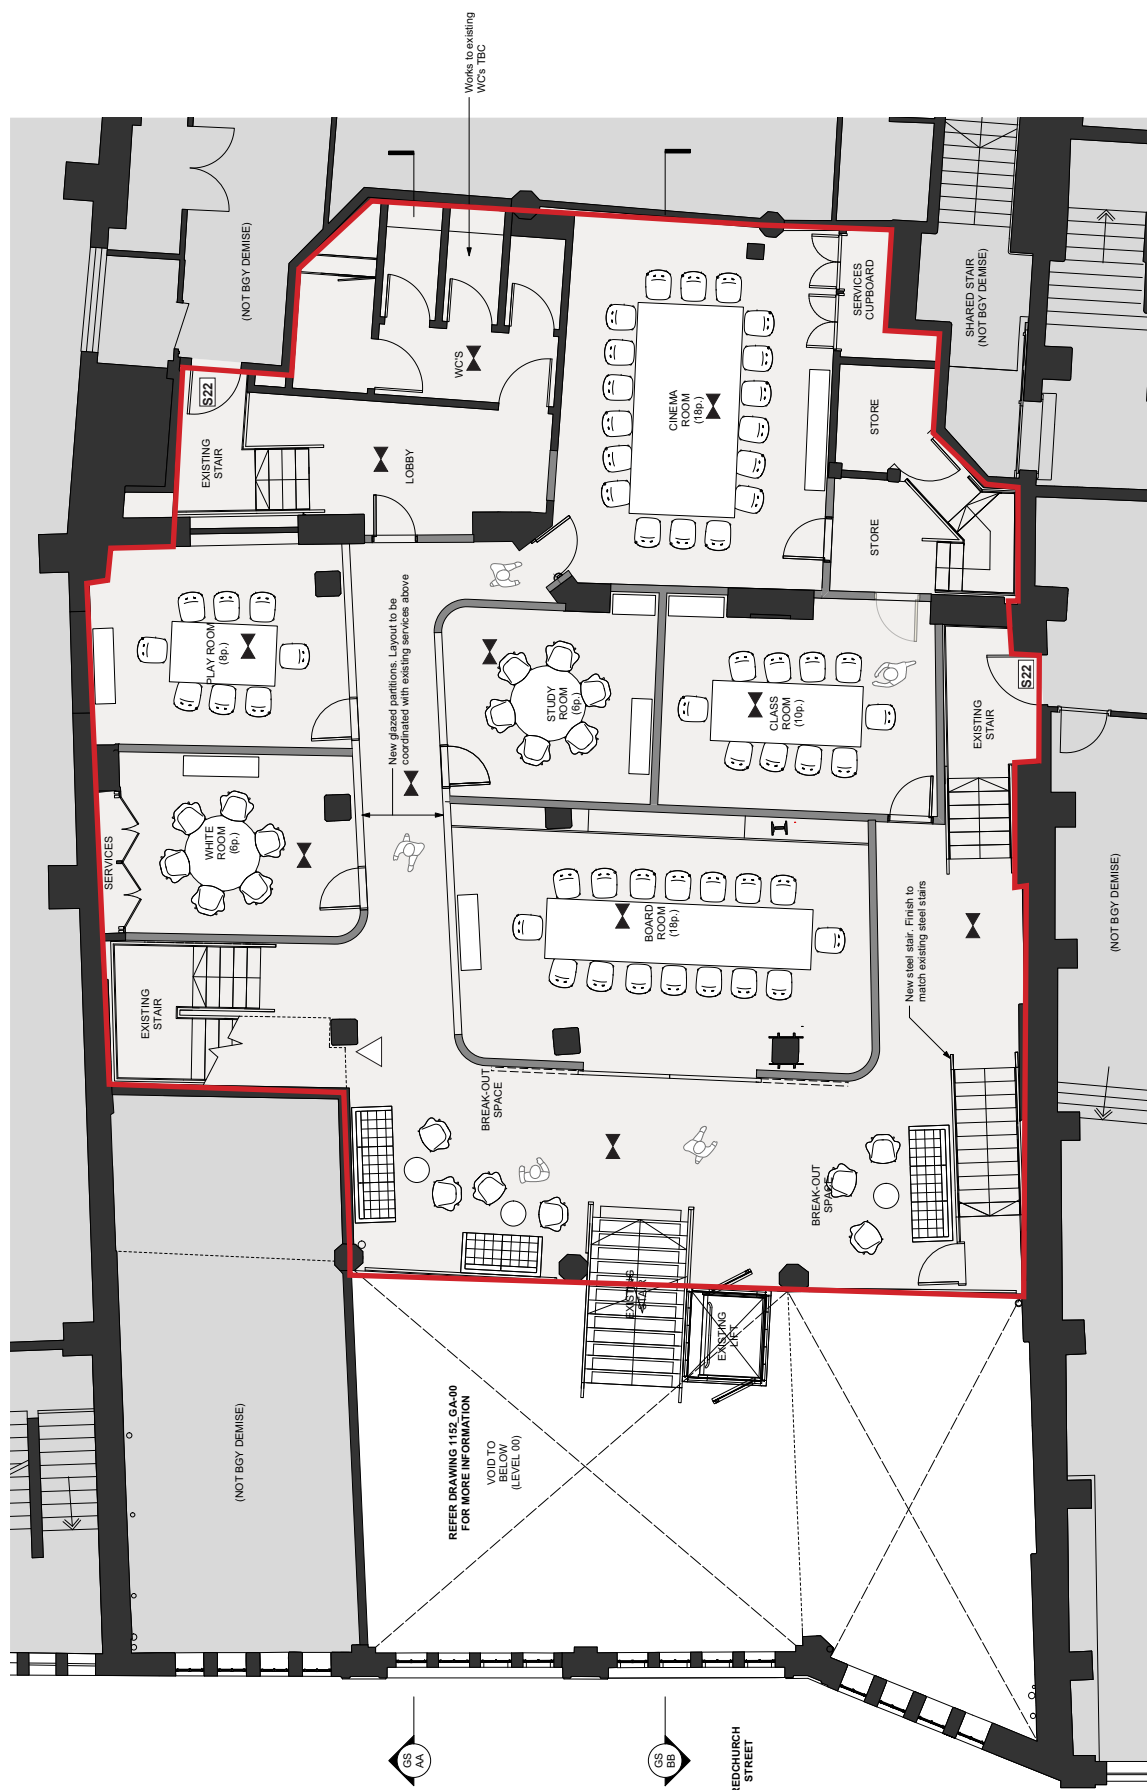 Works to existing
WC's TBC
(NOT BGY DEMISE)
S22
EXISTING
STAIR
WC'S
LOBBY
CINEMA
ROOM
(18p.)
SERVICES
CUPBOARD
SHARED STAIR
(NOT BGY DEMISE)
STORE
STORE
PLAY ROOM
(8p.)
New glazed partitions. Layout to be
coordinated with existing services above
STUDY
ROOM
(6p.)
CLASS
ROOM
(10p.)
S22
EXISTING
STAIR
SERVICES
WHITE
ROOM
(6p.)
BOARD
ROOM
(18p.)
New steel stair. Finish to
match existing steel stairs
(NOT BGY DEMISE)
EXISTING
STAIR
BREAK-OUT
SPACE
BREAK-OUT
SPACE
EXISTING
STAIR
EXISTING
LIFT
(NOT BGY DEMISE)
REFER DRAWING 1152_GA-00
FOR MORE INFORMATION
VOID TO
BELOW
(LEVEL 00)
GS
AA
GS
BB
REDCHURCH
STREET